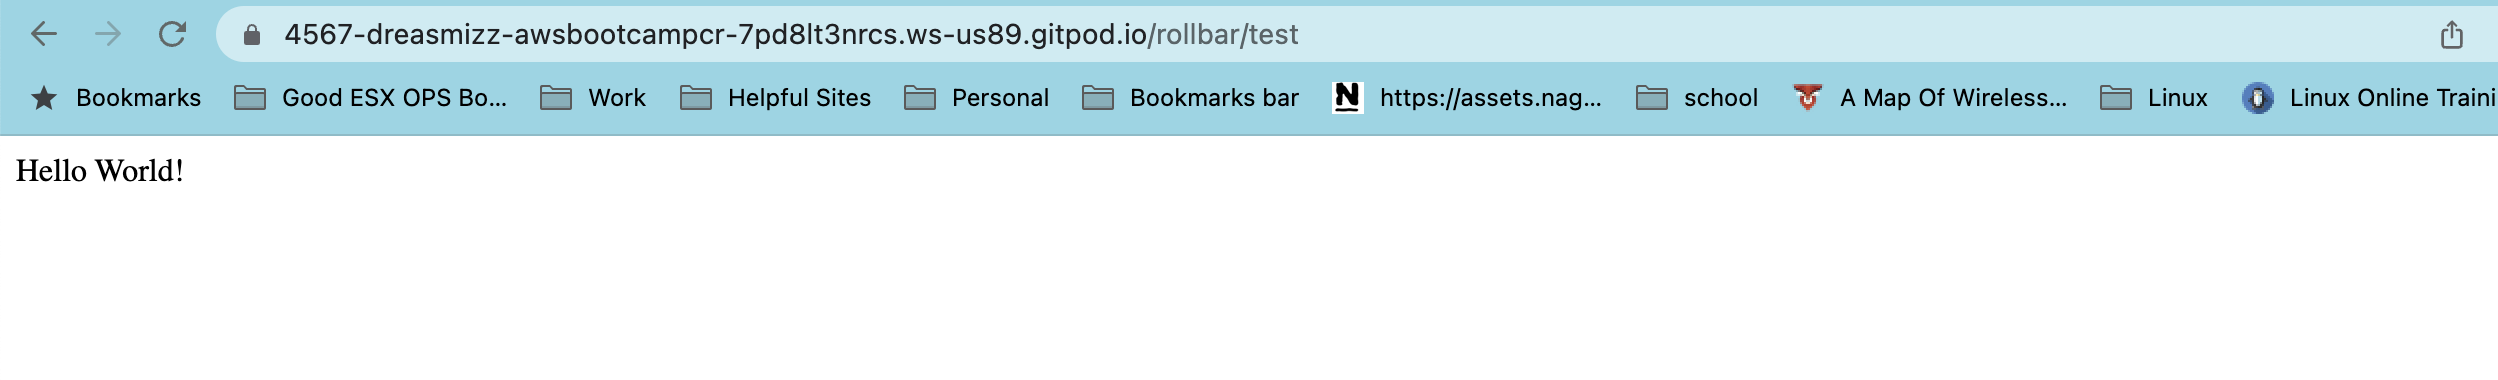 4567-dreasmizz-awsbootcampcr-7pd8lt3nrcs.ws-us89.gitpod.io/rollbar/test
Bookmarks Good ESX OPS Bo... Work Helpful Sites Personal Bookmarks bar N https://assets.nag... school A Map Of Wireless... Linux Linux Online Traini
Hello World!